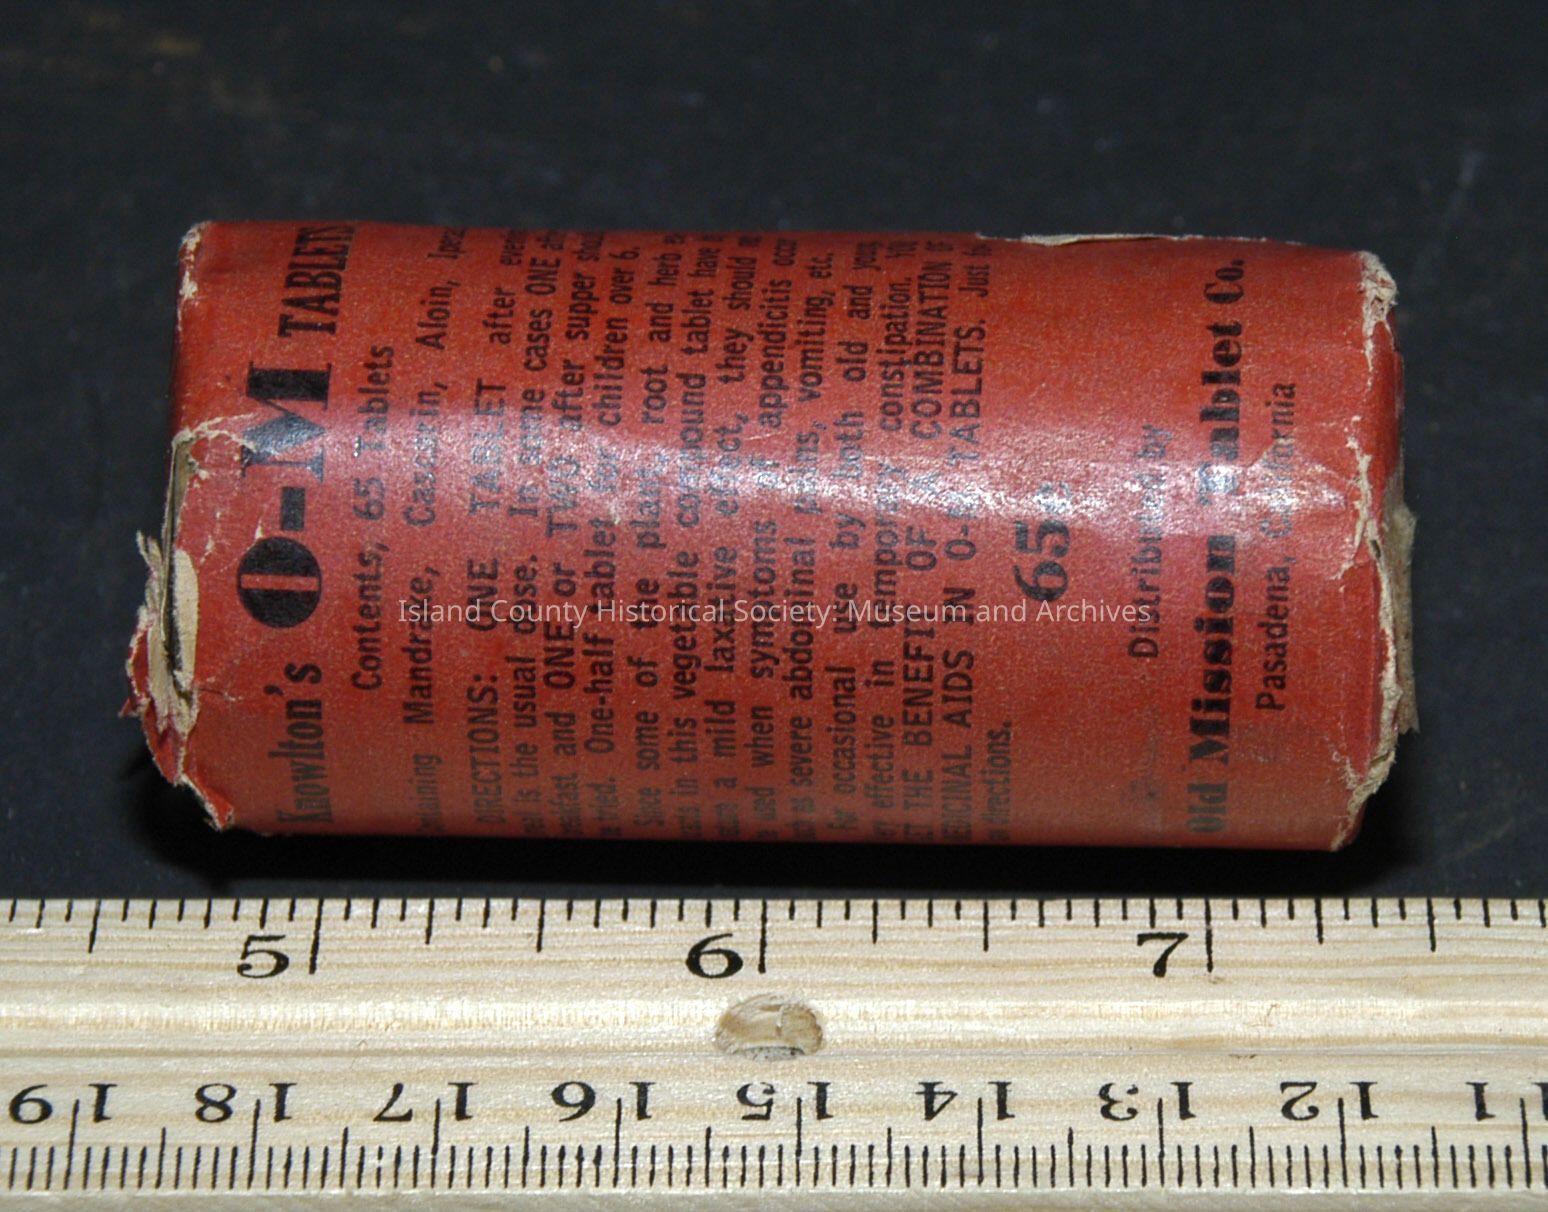 Knowlton's O-M TABLETS
Contents, 65 Tablets
Mandrake, Cascarin, Aloin,
DIRECTIONS: ONE TABLET after
is the usual dose. In some cases ONE
and ONE or TWO after supper
tried. One-half tablet for children over 6.
Since some of the plant, root and herb
in this vegetable compound tablet have
a mild laxative effect, they should
used when symptoms of appendicitis
as severe abdominal pains, vomiting, etc.
For occasional use by both old and
effective in temporary constipation.
THE BENEFIT OF A COMBINATION OF
AIDS IN O-M TABLETS. Just
directions.
65
Distributed by
Old Mission Tablet Co.
Pasadena, California
Island County Historical Society: Museum and Archives
5 6 7
19 18 17 16 15 14 13 12 11